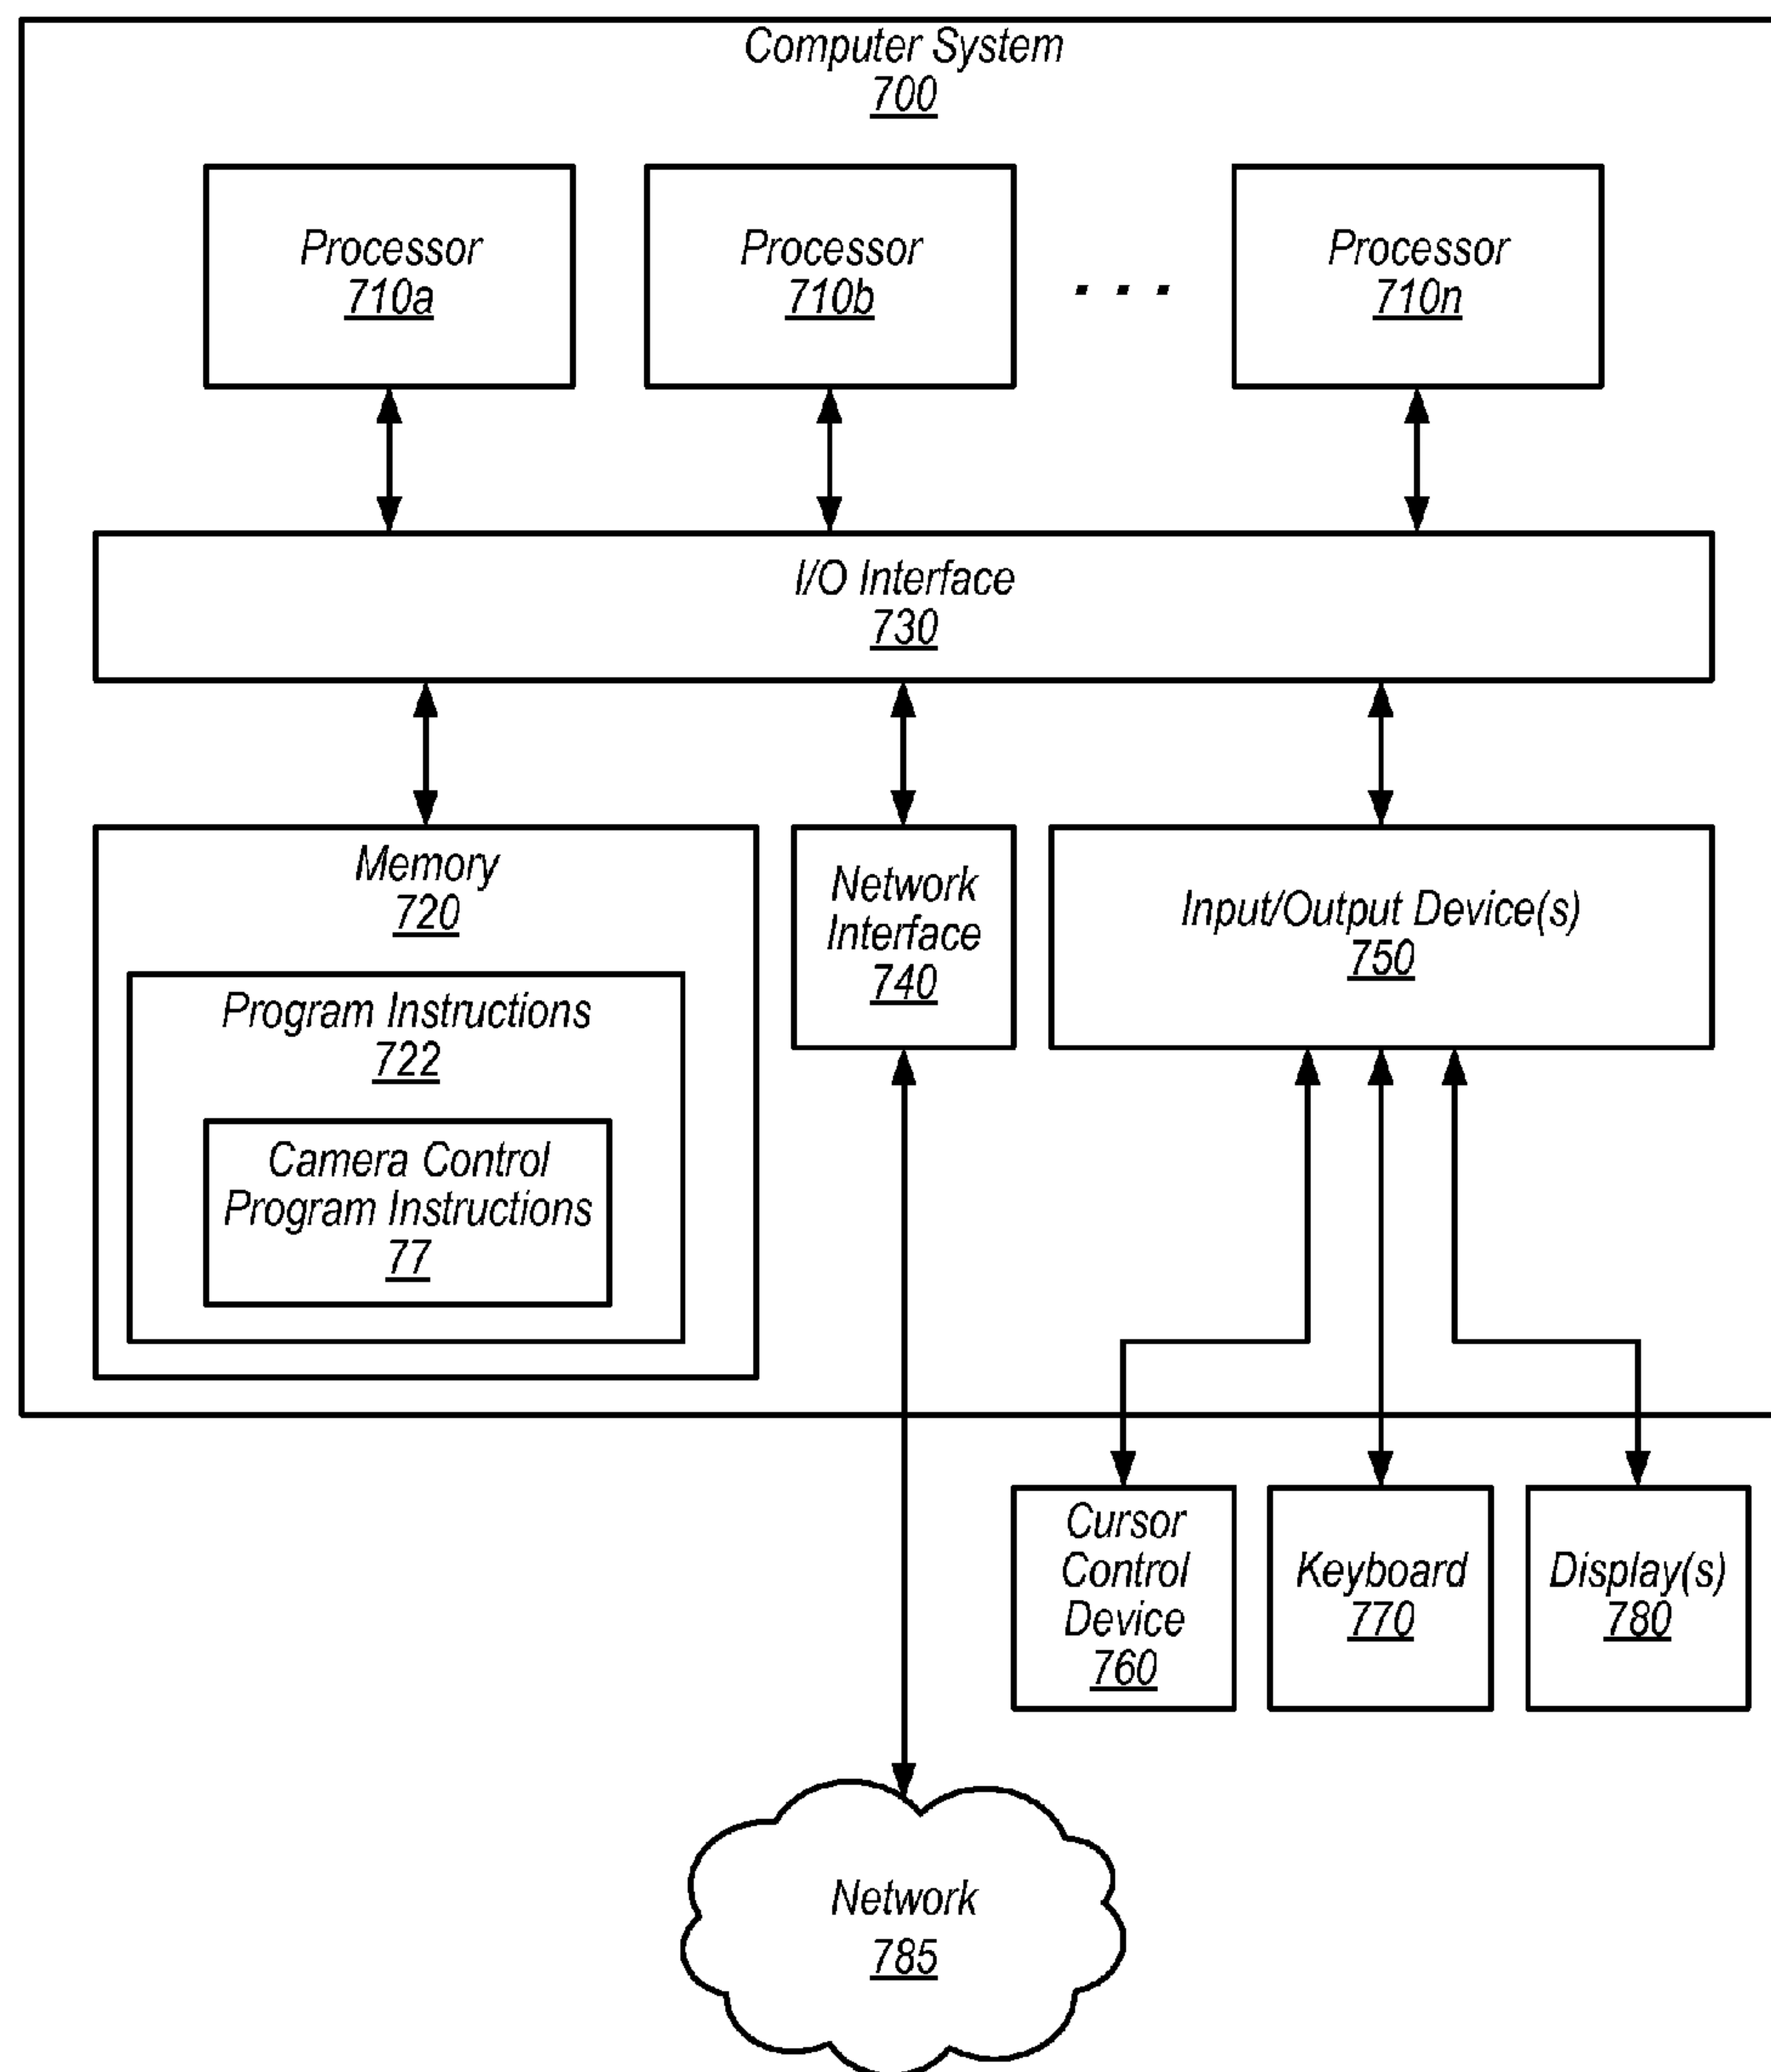 Computer System
700
Processor
710a
Processor
710b
. . .
Processor
710n
I/O Interface
730
Memory
720
Program Instructions
722
Camera Control
Program Instructions
77
Network
Interface
740
Input/Output Device(s)
750
Cursor
Control
Device
760
Keyboard
770
Display(s)
780
Network
785